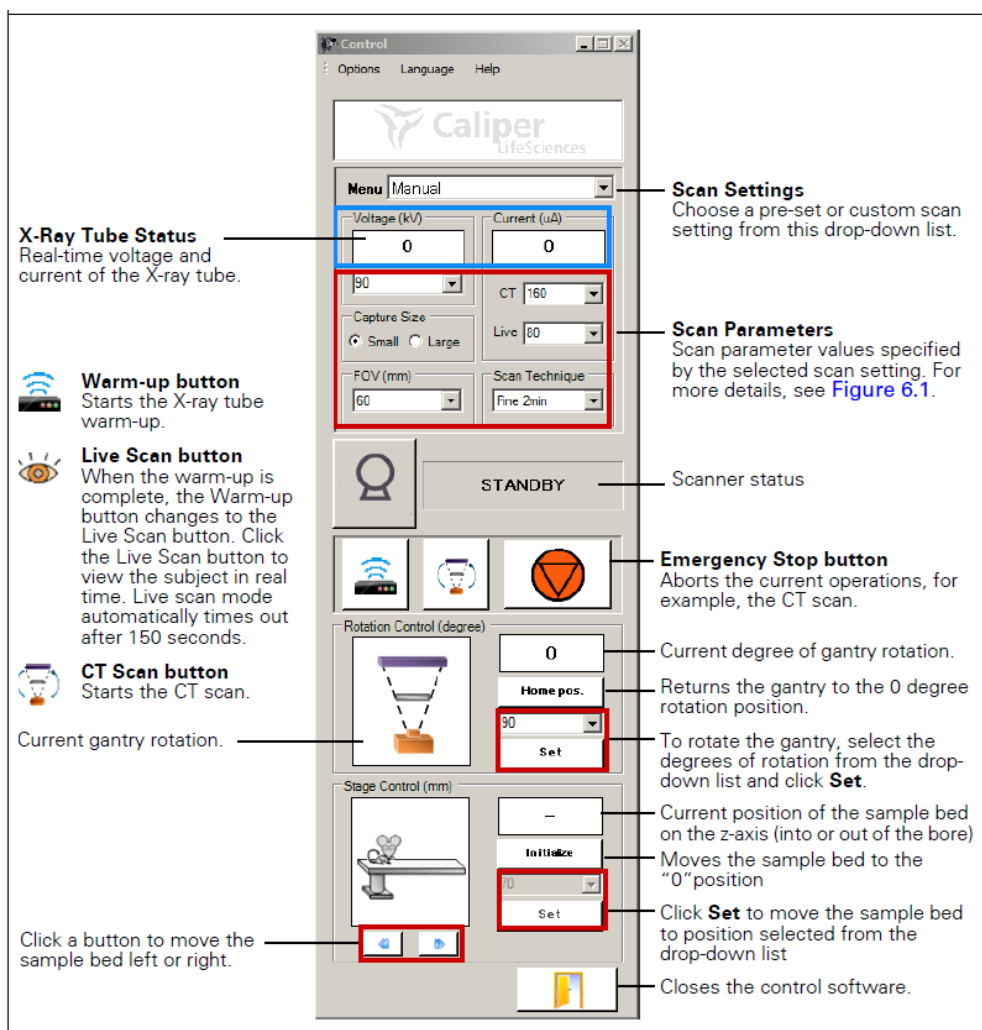 Control
Options Language Help
Caliper
LifeSciences
Menu Manual
Voltage (kV)
0
90
Current (uA)
0
CT 160
Live 80
Capture Size
Small Large
FOV (mm)
60
Scan Technique
Fine 2min
STANDBY
Rotation Control (degree)
0
Home pos.
90
Set
Stage Control (mm)
–
Initialize
70
Set
X-Ray Tube Status
Real-time voltage and
current of the X-ray tube.
Warm-up button
Starts the X-ray tube
warm-up.
Live Scan button
When the warm-up is
complete, the Warm-up
button changes to the
Live Scan button. Click
the Live Scan button to
view the subject in real
time. Live scan mode
automatically times out
after 150 seconds.
CT Scan button
Starts the CT scan.
Current gantry rotation.
Click a button to move the
sample bed left or right.
Scan Settings
Choose a pre-set or custom scan
setting from this drop-down list.
Scan Parameters
Scan parameter values specified
by the selected scan setting. For
more details, see Figure 6.1.
Scanner status
Emergency Stop button
Aborts the current operations, for
example, the CT scan.
Current degree of gantry rotation.
Returns the gantry to the 0 degree
rotation position.
To rotate the gantry, select the
degrees of rotation from the drop-
down list and click Set.
Current position of the sample bed
on the z-axis (into or out of the bore)
Moves the sample bed to the
“0”position
Click Set to move the sample bed
to position selected from the
drop-down list
Closes the control software.